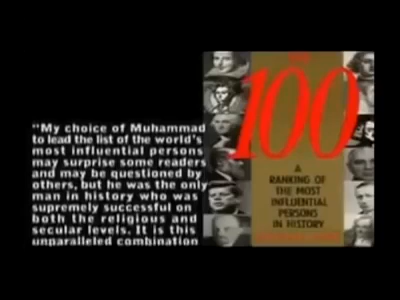 "My choice of Muhammad
to lead the list of the world's
most influential persons
may surprise some readers
and may be questioned by
others, but he was the only
man in history who was
supremely successful on
both the religious and
secular levels. It is this
unparalleled combination
THE
100
A
RANKING
OF THE
MOST
INFLUENTIAL
PERSONS
IN HISTORY